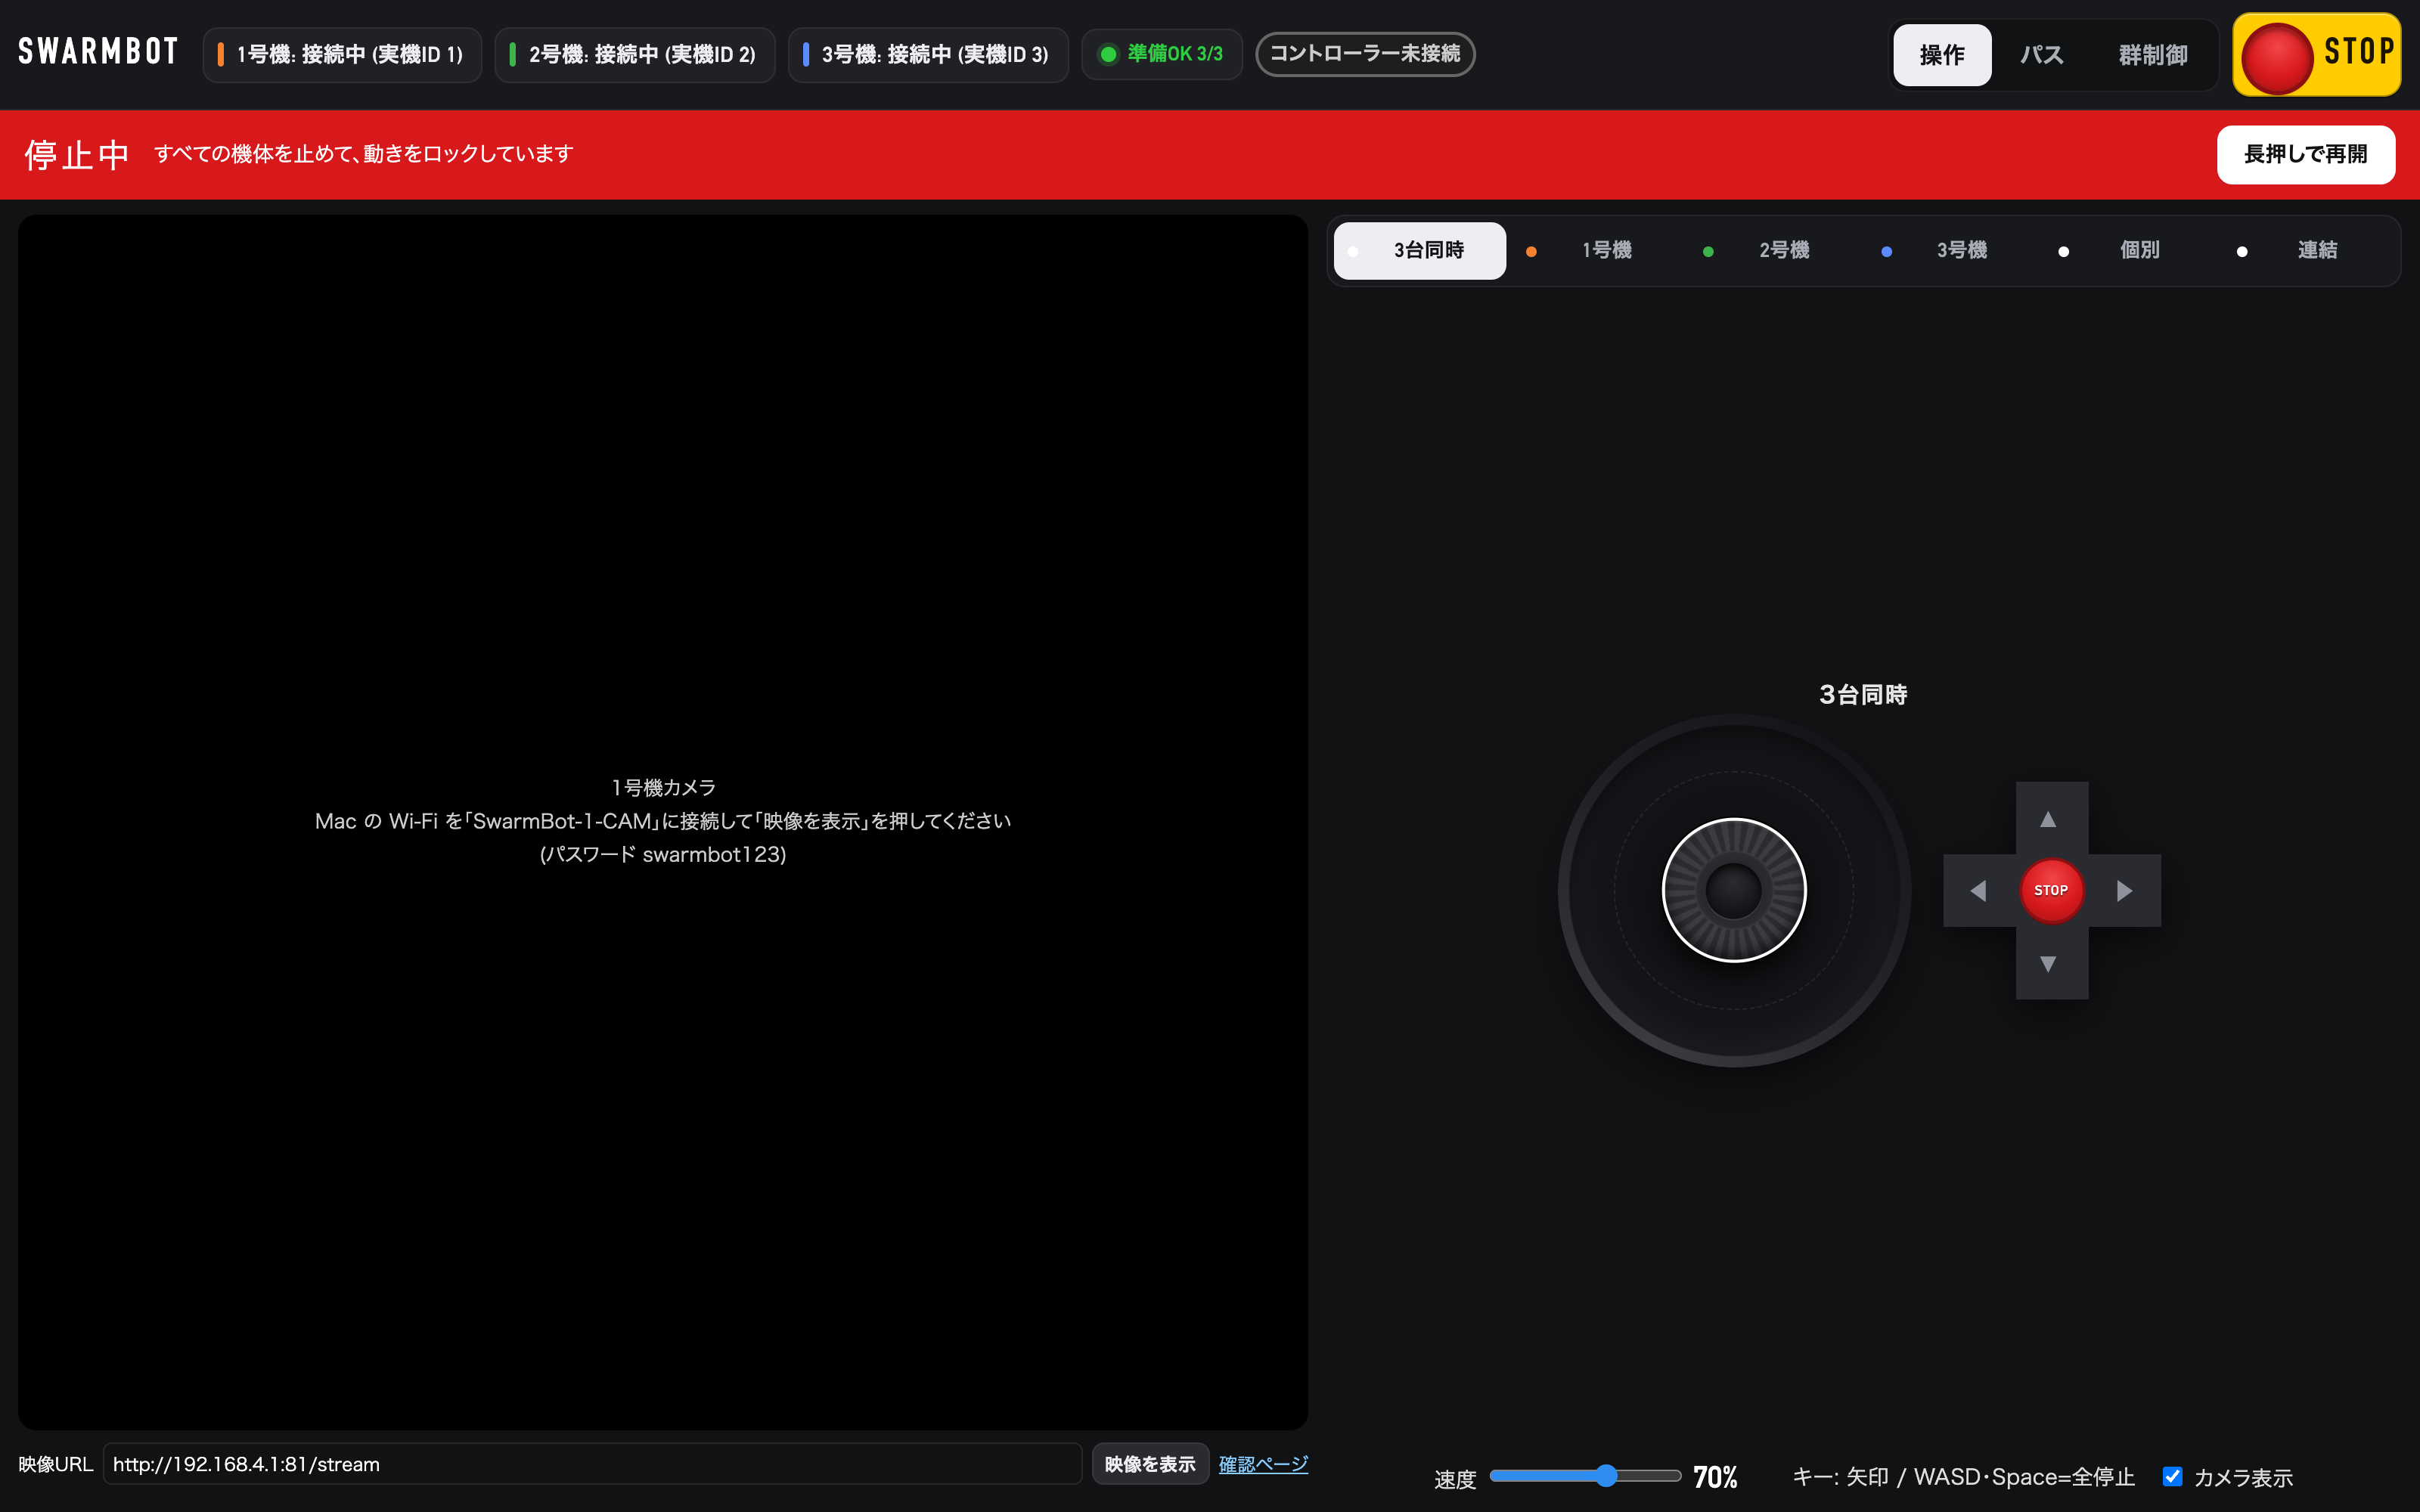 SWARMBOT
1号機: 接続中 (実機ID 1)
2号機: 接続中 (実機ID 2)
3号機: 接続中 (実機ID 3)
準備OK 3/3
コントローラー未接続
操作
パス
群制御
STOP
停止中 すべての機体を止めて、動きをロックしています
長押しで再開
3台同時
1号機
2号機
3号機
個別
連結
1号機カメラ
Mac の Wi-Fi を「SwarmBot-1-CAM」に接続して「映像を表示」を押してください
(パスワード swarmbot123)
3台同時
STOP
映像URL
http://192.168.4.1:81/stream
映像を表示
確認ページ
速度
70%
キー: 矢印 / WASD・Space=全停止
カメラ表示